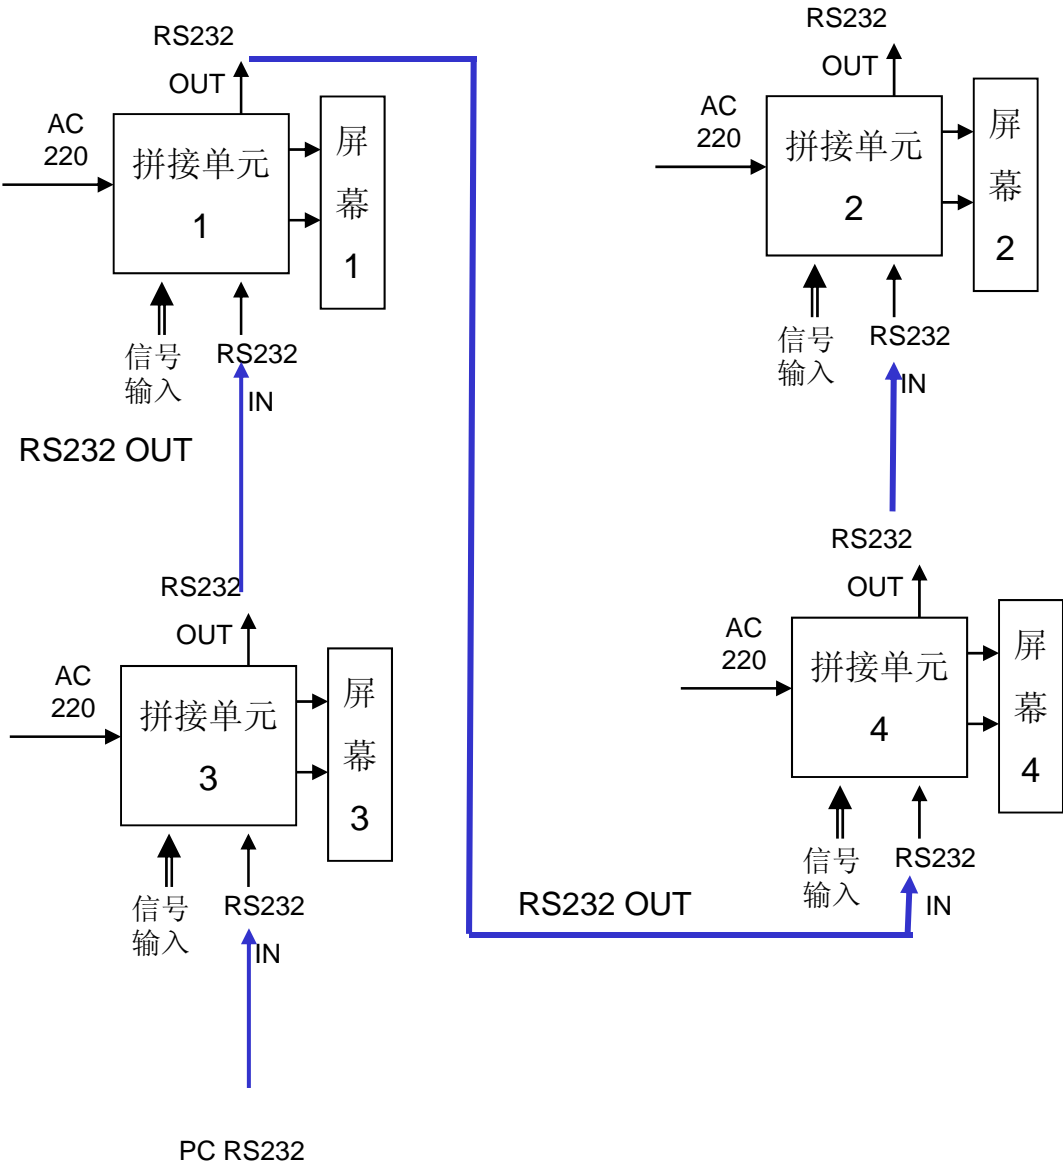 RS232
OUT
AC
220
拼接单元
1
屏
幕
1
信号
输入
RS232
IN
RS232 OUT
RS232
OUT
AC
220
拼接单元
3
屏
幕
3
信号
输入
RS232
IN
PC RS232
RS232
OUT
AC
220
拼接单元
2
屏
幕
2
信号
输入
RS232
IN
RS232
OUT
AC
220
拼接单元
4
屏
幕
4
信号
输入
RS232
IN
RS232 OUT